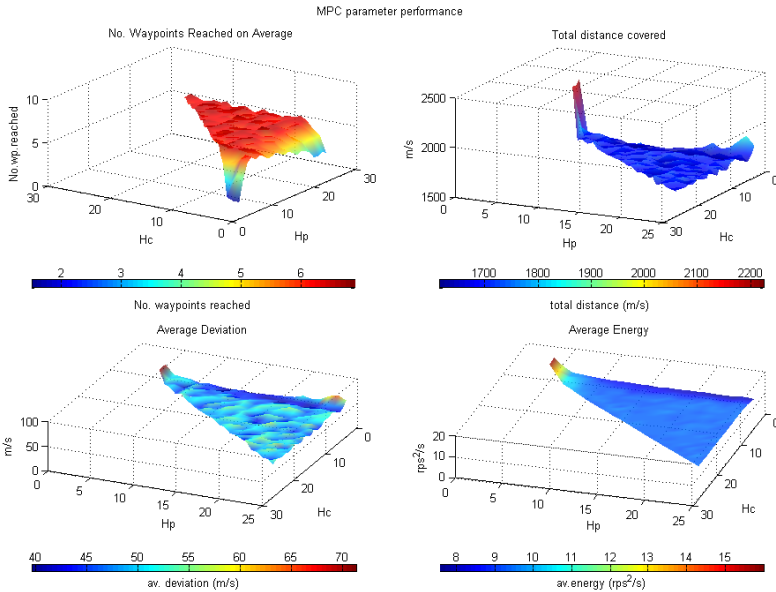 MPC parameter performance
No. Waypoints Reached on Average
No.wp.reached
10
5
0
30
20
10
0
Hc
0
10
20
30
Hp
2 3 4 5 6
No. waypoints reached
Total distance covered
m/s
2500
2000
1500
0
5
10
15
20
25
Hp
30
20
10
0
Hc
1700 1800 1900 2000 2100 2200
total distance (m/s)
Average Deviation
m/s
100
50
0
0
5
10
15
20
25
Hp
30
20
10
0
Hc
40 45 50 55 60 65 70
av. deviation (m/s)
Average Energy
rps²/s
20
10
0
0
5
10
15
20
25
Hp
30
20
10
0
Hc
8 9 10 11 12 13 14 15
av.energy (rps²/s)